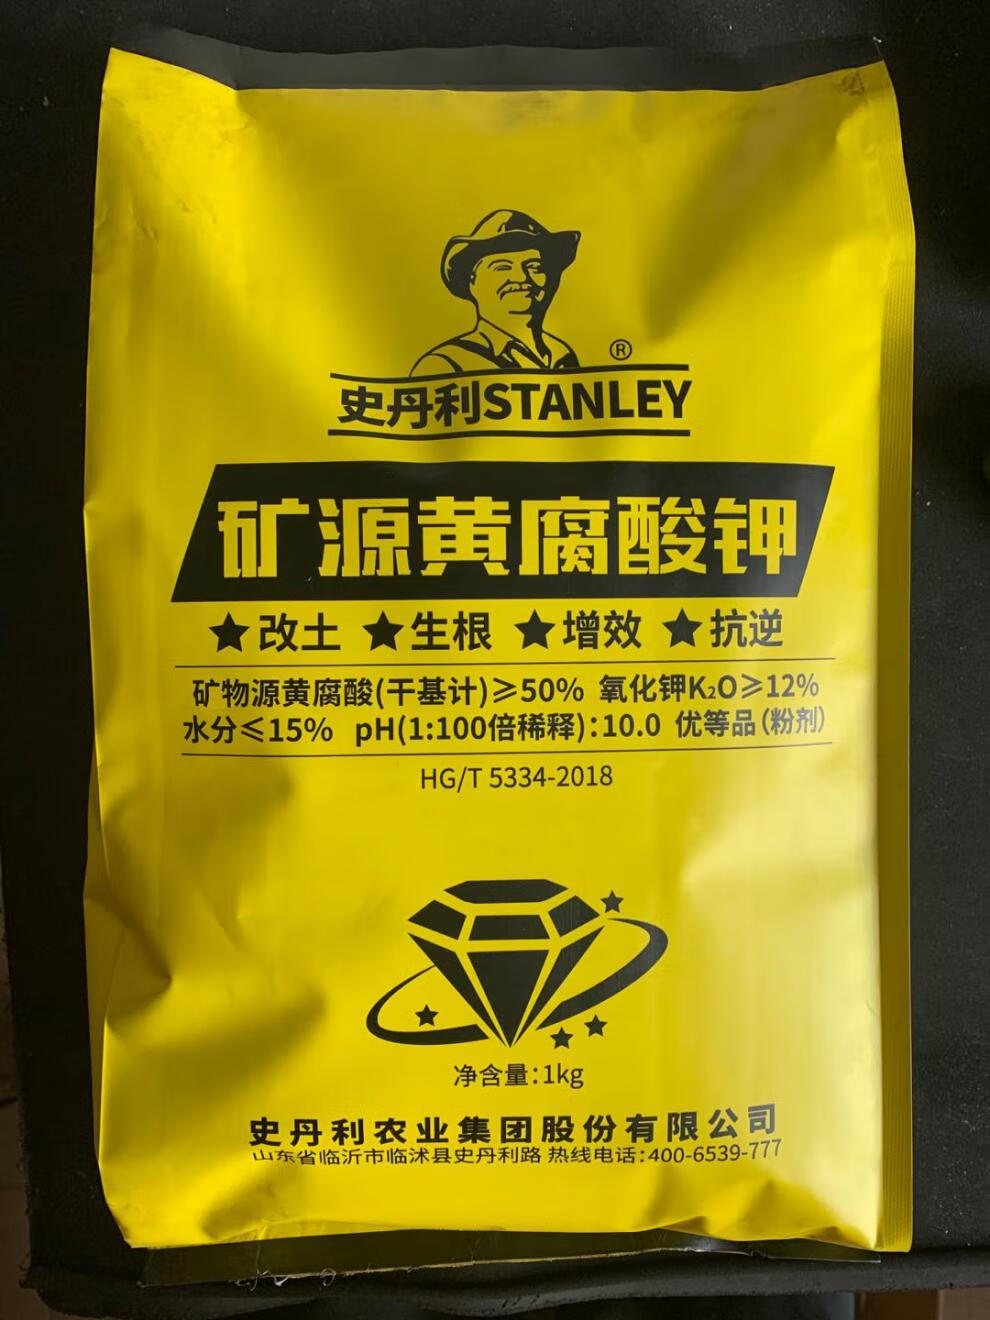 ®
史丹利STANLEY
矿源黄腐酸钾
★改土 ★生根 ★增效 ★抗逆
矿物源黄腐酸(干基计)≥50% 氧化钾K₂O≥12%
水分≤15% pH(1:100倍稀释):10.0 优等品(粉剂)
HG/T 5334-2018
净含量:1kg
史丹利农业集团股份有限公司
山东省临沂市临沭县史丹利路 热线电话:400-6539-777